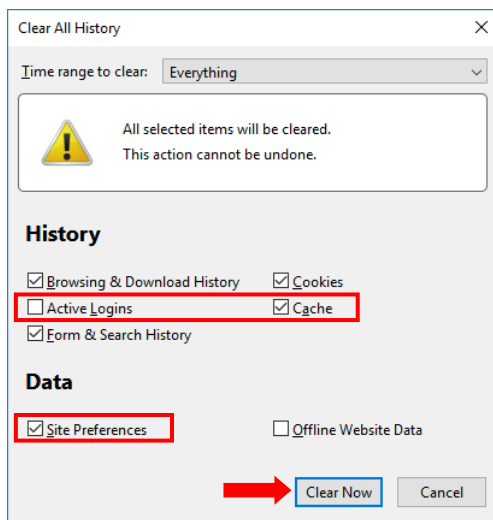 Clear All History
Time range to clear: Everything
All selected items will be cleared.
This action cannot be undone.
History
Browsing & Download History Cookies
Active Logins Cache
Form & Search History
Data
Site Preferences Offline Website Data
Clear Now Cancel